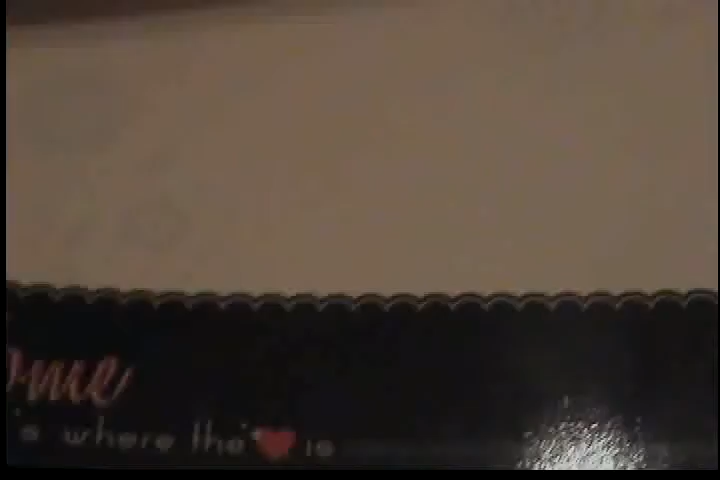 ome
's where the ❤ is